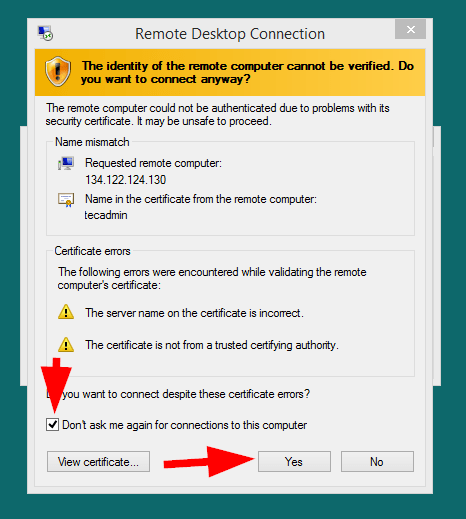 Remote Desktop Connection
The identity of the remote computer cannot be verified. Do
you want to connect anyway?
The remote computer could not be authenticated due to problems with its
security certificate. It may be unsafe to proceed.
Name mismatch
Requested remote computer:
134.122.124.130
Name in the certificate from the remote computer:
tecadmin
Certificate errors
The following errors were encountered while validating the remote
computer's certificate:
The server name on the certificate is incorrect.
The certificate is not from a trusted certifying authority.
you want to connect despite these certificate errors?
Don't ask me again for connections to this computer
View certificate...
Yes
No